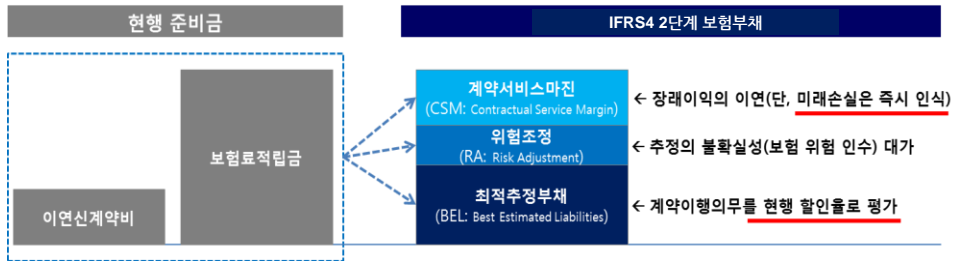 현행 준비금
IFRS4 2단계 보험부채
이연신계약비
보험료적립금
계약서비스마진
(CSM: Contractual Service Margin)
← 장래이익의 이연(단, 미래손실은 즉시 인식)
위험조정
(RA: Risk Adjustment)
← 추정의 불확실성(보험 위험 인수) 대가
최적추정부채
(BEL: Best Estimated Liabilities)
← 계약이행의무를 현행 할인율로 평가